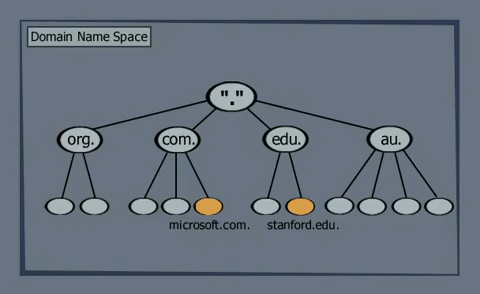 Domain Name Space
"."
org.
com.
edu.
au.
microsoft.com.
stanford.edu.